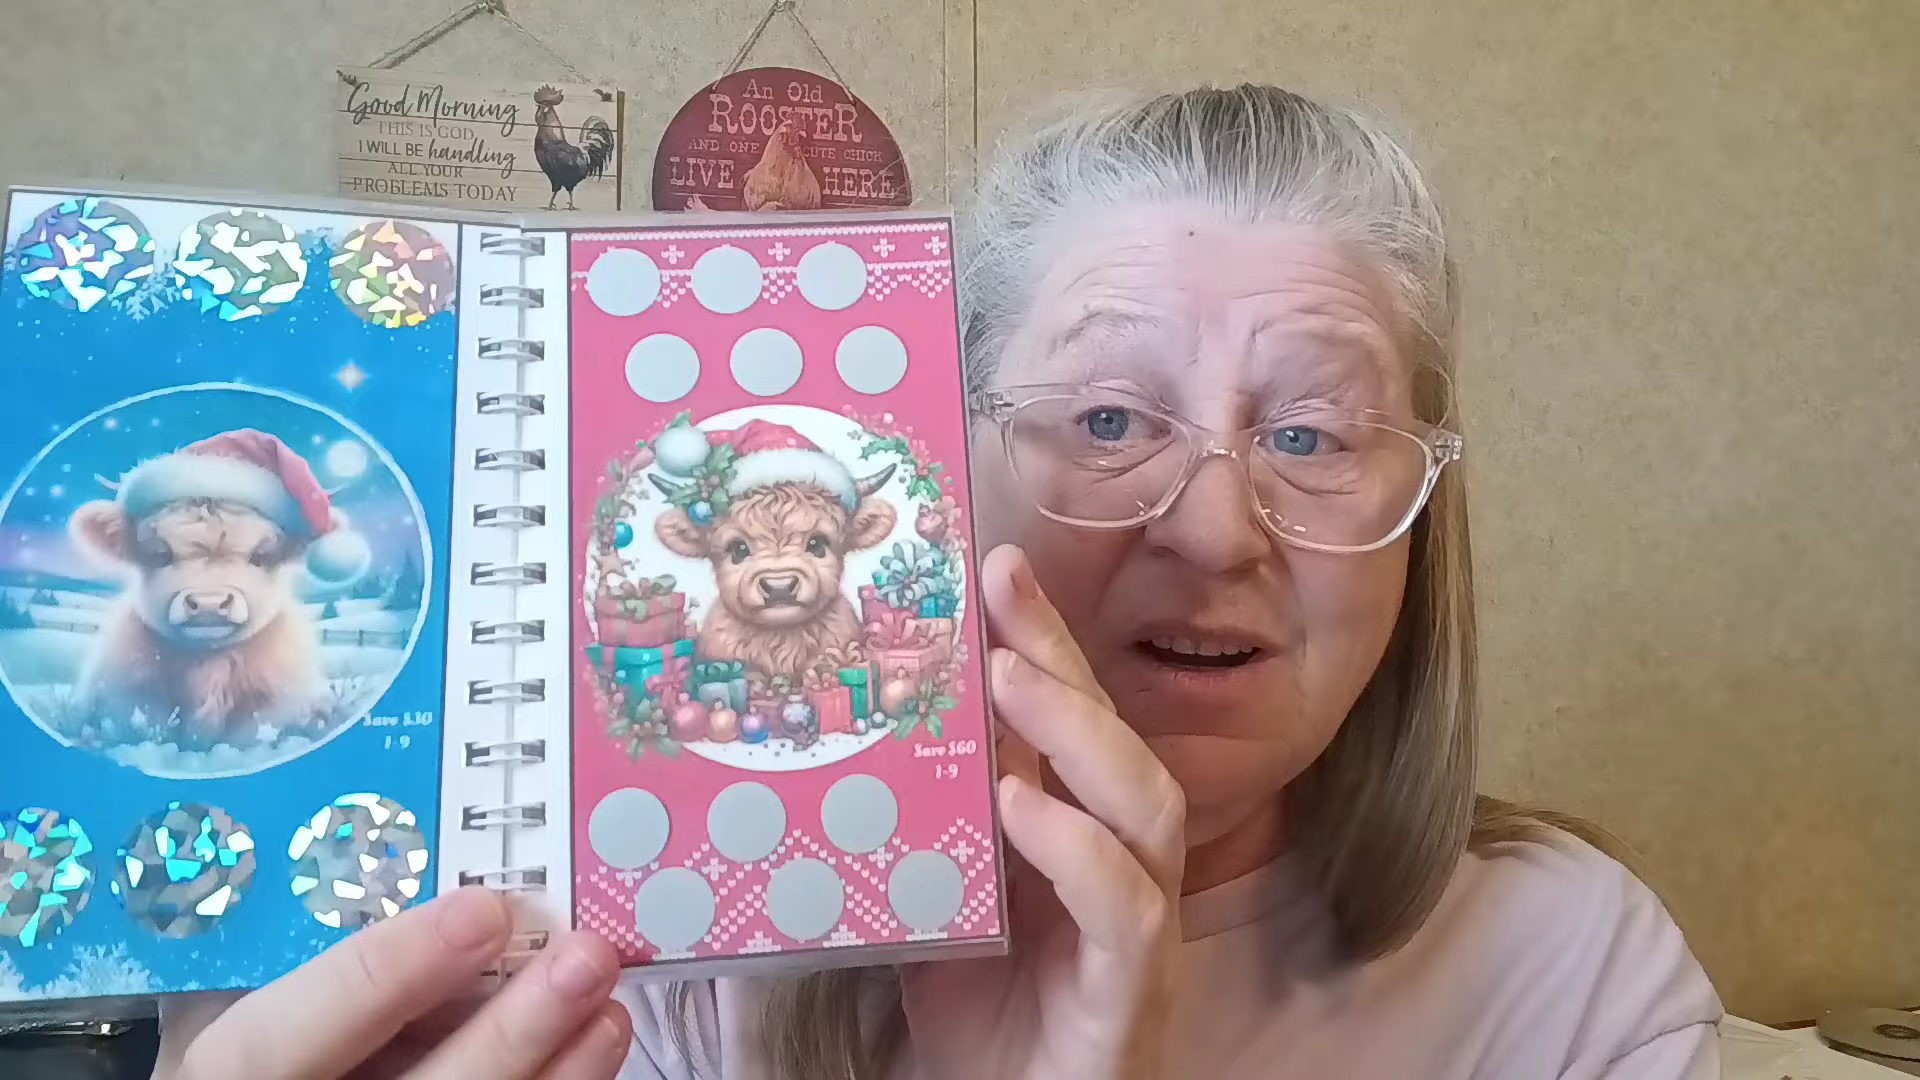 Good Morning
THIS IS GOD,
I WILL BE handling
ALL YOUR
PROBLEMS TODAY
An Old
ROOSTER
AND ONE CUTE CHICK
LIVE HERE
Save $30
1-9
Save $60
1-9